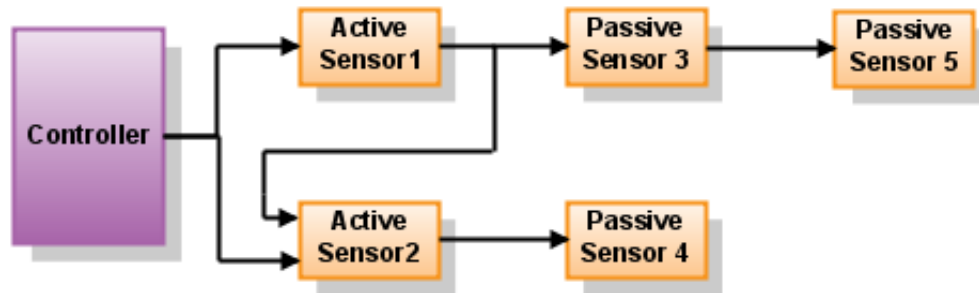 Active
Sensor1
Passive
Sensor 3
Passive
Sensor 5
Controller
Active
Sensor2
Passive
Sensor 4